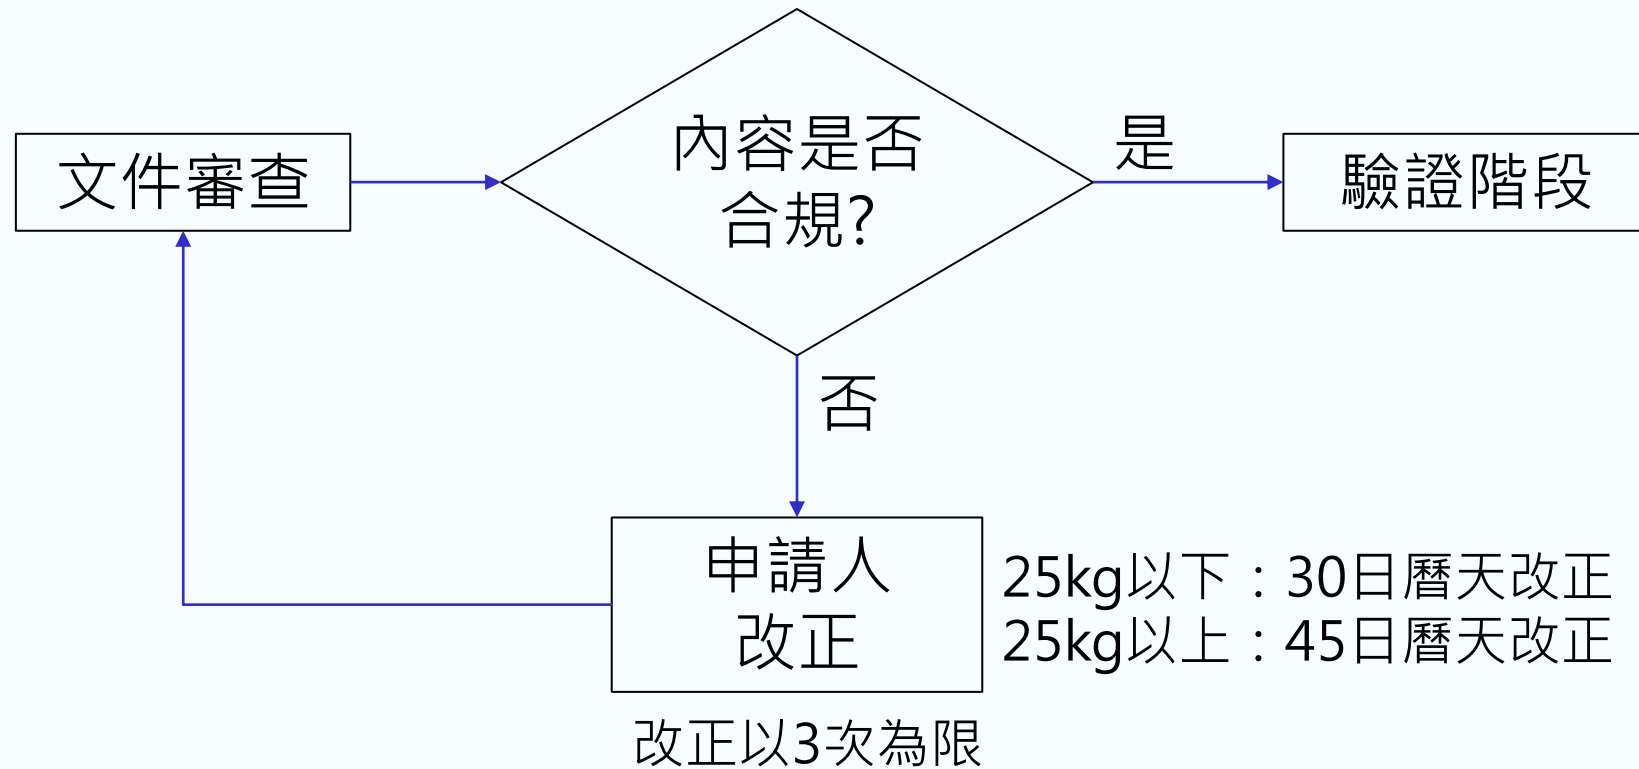 文件審查
內容是否
合規?
是
驗證階段
否
申請人
改正
25kg以下：30日曆天改正
25kg以上：45日曆天改正
改正以3次為限